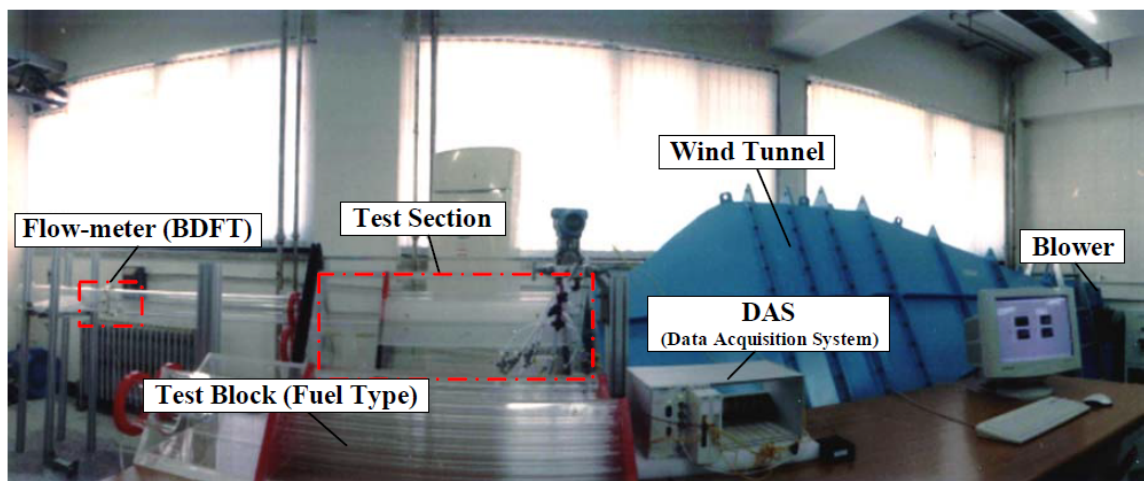 Wind Tunnel
Test Section
Flow-meter (BDFT)
Blower
DAS
(Data Acquisition System)
Test Block (Fuel Type)